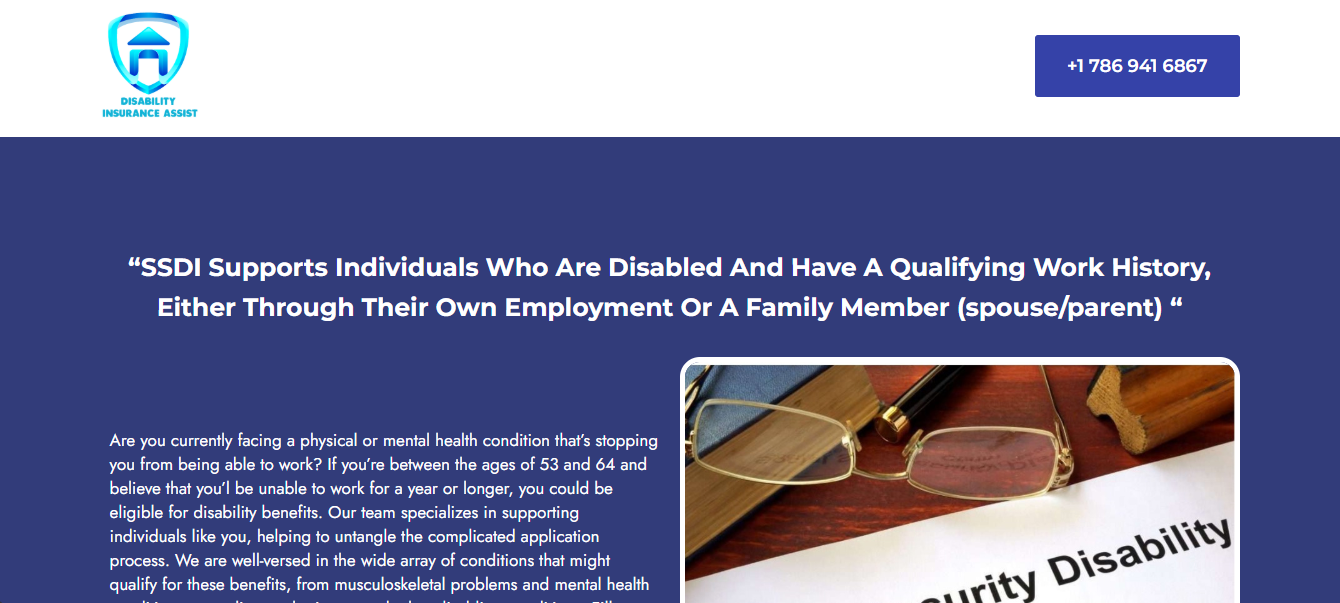 DISABILITY
INSURANCE ASSIST
+1 786 941 6867
“SSDI Supports Individuals Who Are Disabled And Have A Qualifying Work History,
Either Through Their Own Employment Or A Family Member (spouse/parent) “
Are you currently facing a physical or mental health condition that’s stopping
you from being able to work? If you’re between the ages of 53 and 64 and
believe that you’l be unable to work for a year or longer, you could be
eligible for disability benefits. Our team specializes in supporting
individuals like you, helping to untangle the complicated application
process. We are well-versed in the wide array of conditions that might
qualify for these benefits, from musculoskeletal problems and mental health
curity Disability